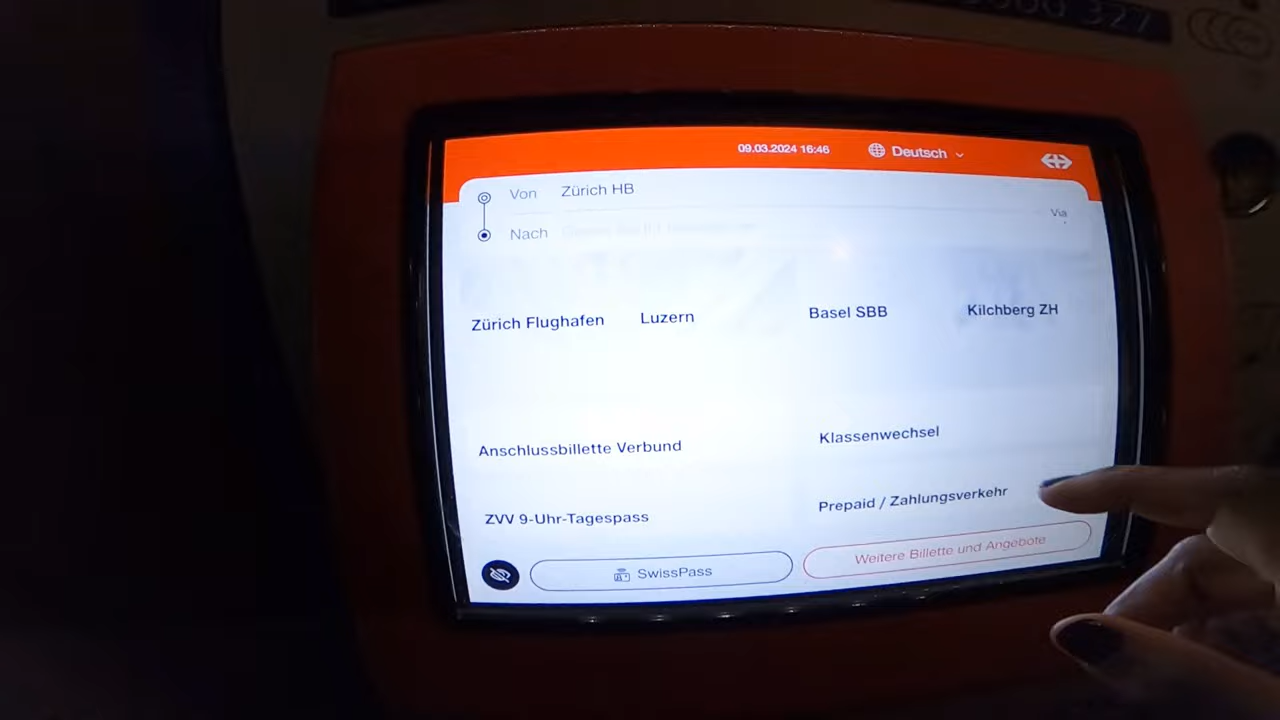 327
09.03.2024 16:46
Deutsch
Von Zürich HB
Via
Nach
Zürich Flughafen
Luzern
Basel SBB
Kilchberg ZH
Anschlussbillette Verbund
Klassenwechsel
ZVV 9-Uhr-Tagespass
Prepaid / Zahlungsverkehr
SwissPass
Weitere Billette und Angebote